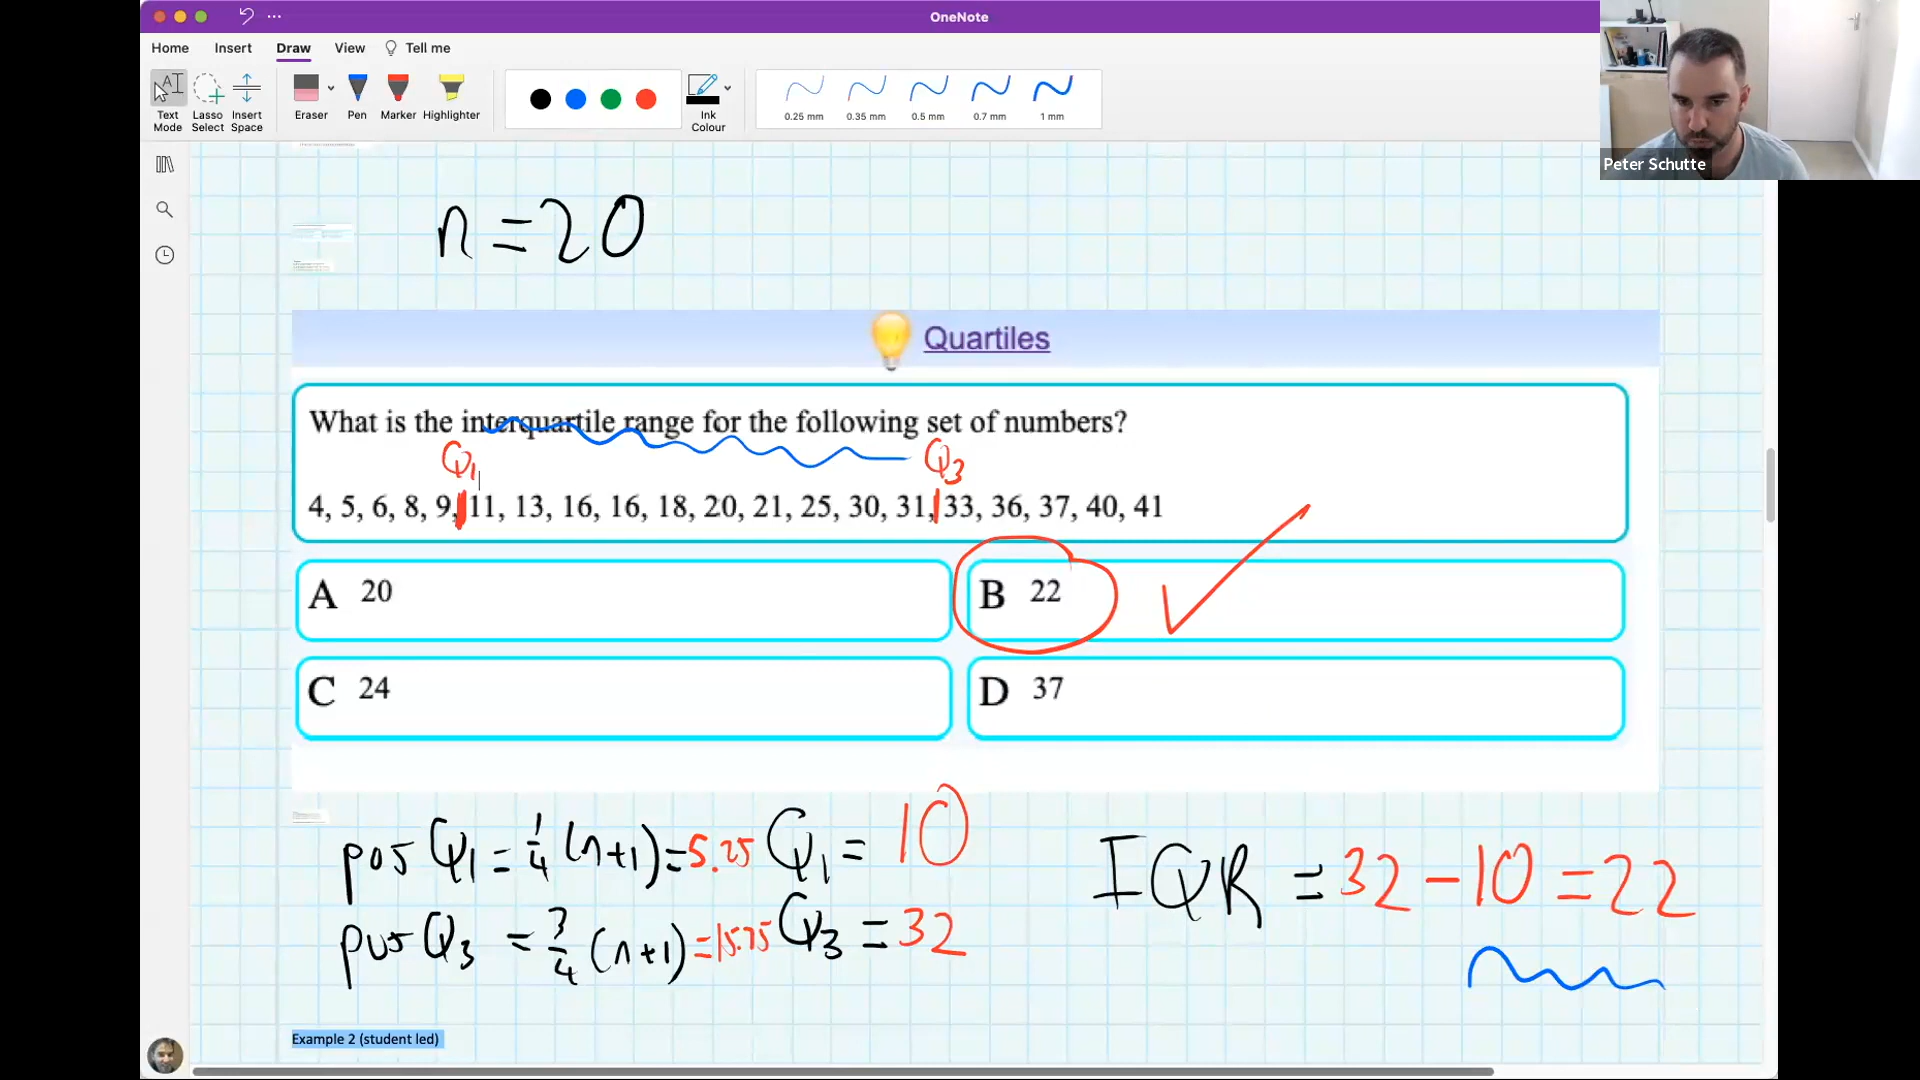 OneNote
Home Insert Draw View Tell me
Text Mode Lasso Select Insert Space Eraser Pen Marker Highlighter Ink Colour 0.25 mm 0.35 mm 0.5 mm 0.7 mm 1 mm
Peter Schutte
n = 20
Quartiles
What is the interquartile range for the following set of numbers?
Q1 Q3
4, 5, 6, 8, 9, 11, 13, 16, 16, 18, 20, 21, 25, 30, 31, 33, 36, 37, 40, 41
A 20
B 22
C 24
D 37
pos Q1 = 1/4 (n+1) = 5.25 Q1 = 10
IQR = 32 - 10 = 22
pos Q3 = 3/4 (n+1) = 15.75 Q3 = 32
Example 2 (student led)